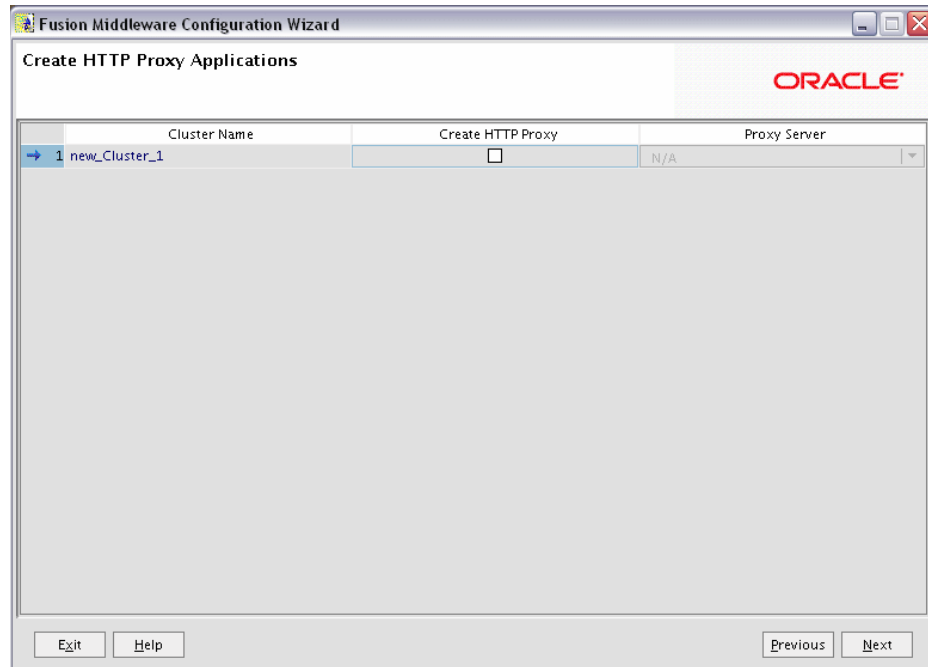 Fusion Middleware Configuration Wizard
Create HTTP Proxy Applications
ORACLE
Cluster Name Create HTTP Proxy Proxy Server
1 new_Cluster_1 N/A
Exit Help Previous Next